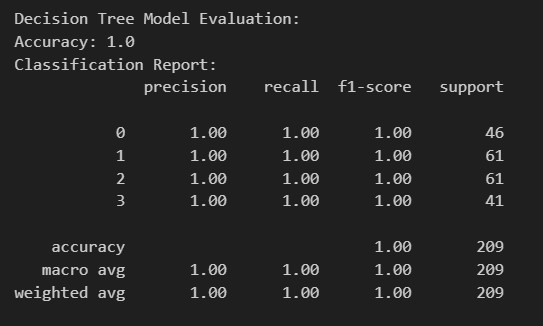 Decision Tree Model Evaluation:
Accuracy: 1.0
Classification Report:
precision recall f1-score support
0 1.00 1.00 1.00 46
1 1.00 1.00 1.00 61
2 1.00 1.00 1.00 61
3 1.00 1.00 1.00 41
accuracy 1.00 209
macro avg 1.00 1.00 1.00 209
weighted avg 1.00 1.00 1.00 209